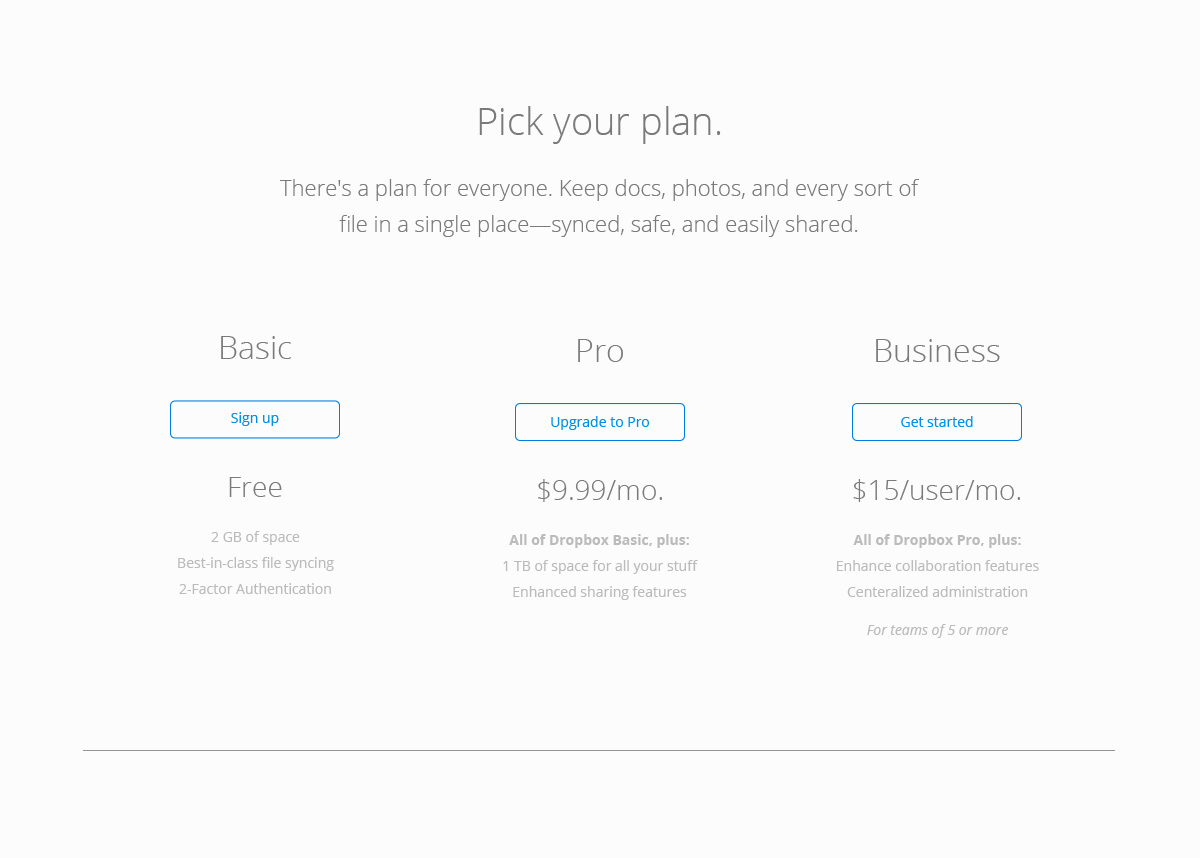 Pick your plan.
There's a plan for everyone. Keep docs, photos, and every sort of
file in a single place—synced, safe, and easily shared.
Basic
Sign up
Free
2 GB of space
Best-in-class file syncing
2-Factor Authentication
Pro
Upgrade to Pro
$9.99/mo.
All of Dropbox Basic, plus:
1 TB of space for all your stuff
Enhanced sharing features
Business
Get started
$15/user/mo.
All of Dropbox Pro, plus:
Enhance collaboration features
Centeralized administration
For teams of 5 or more